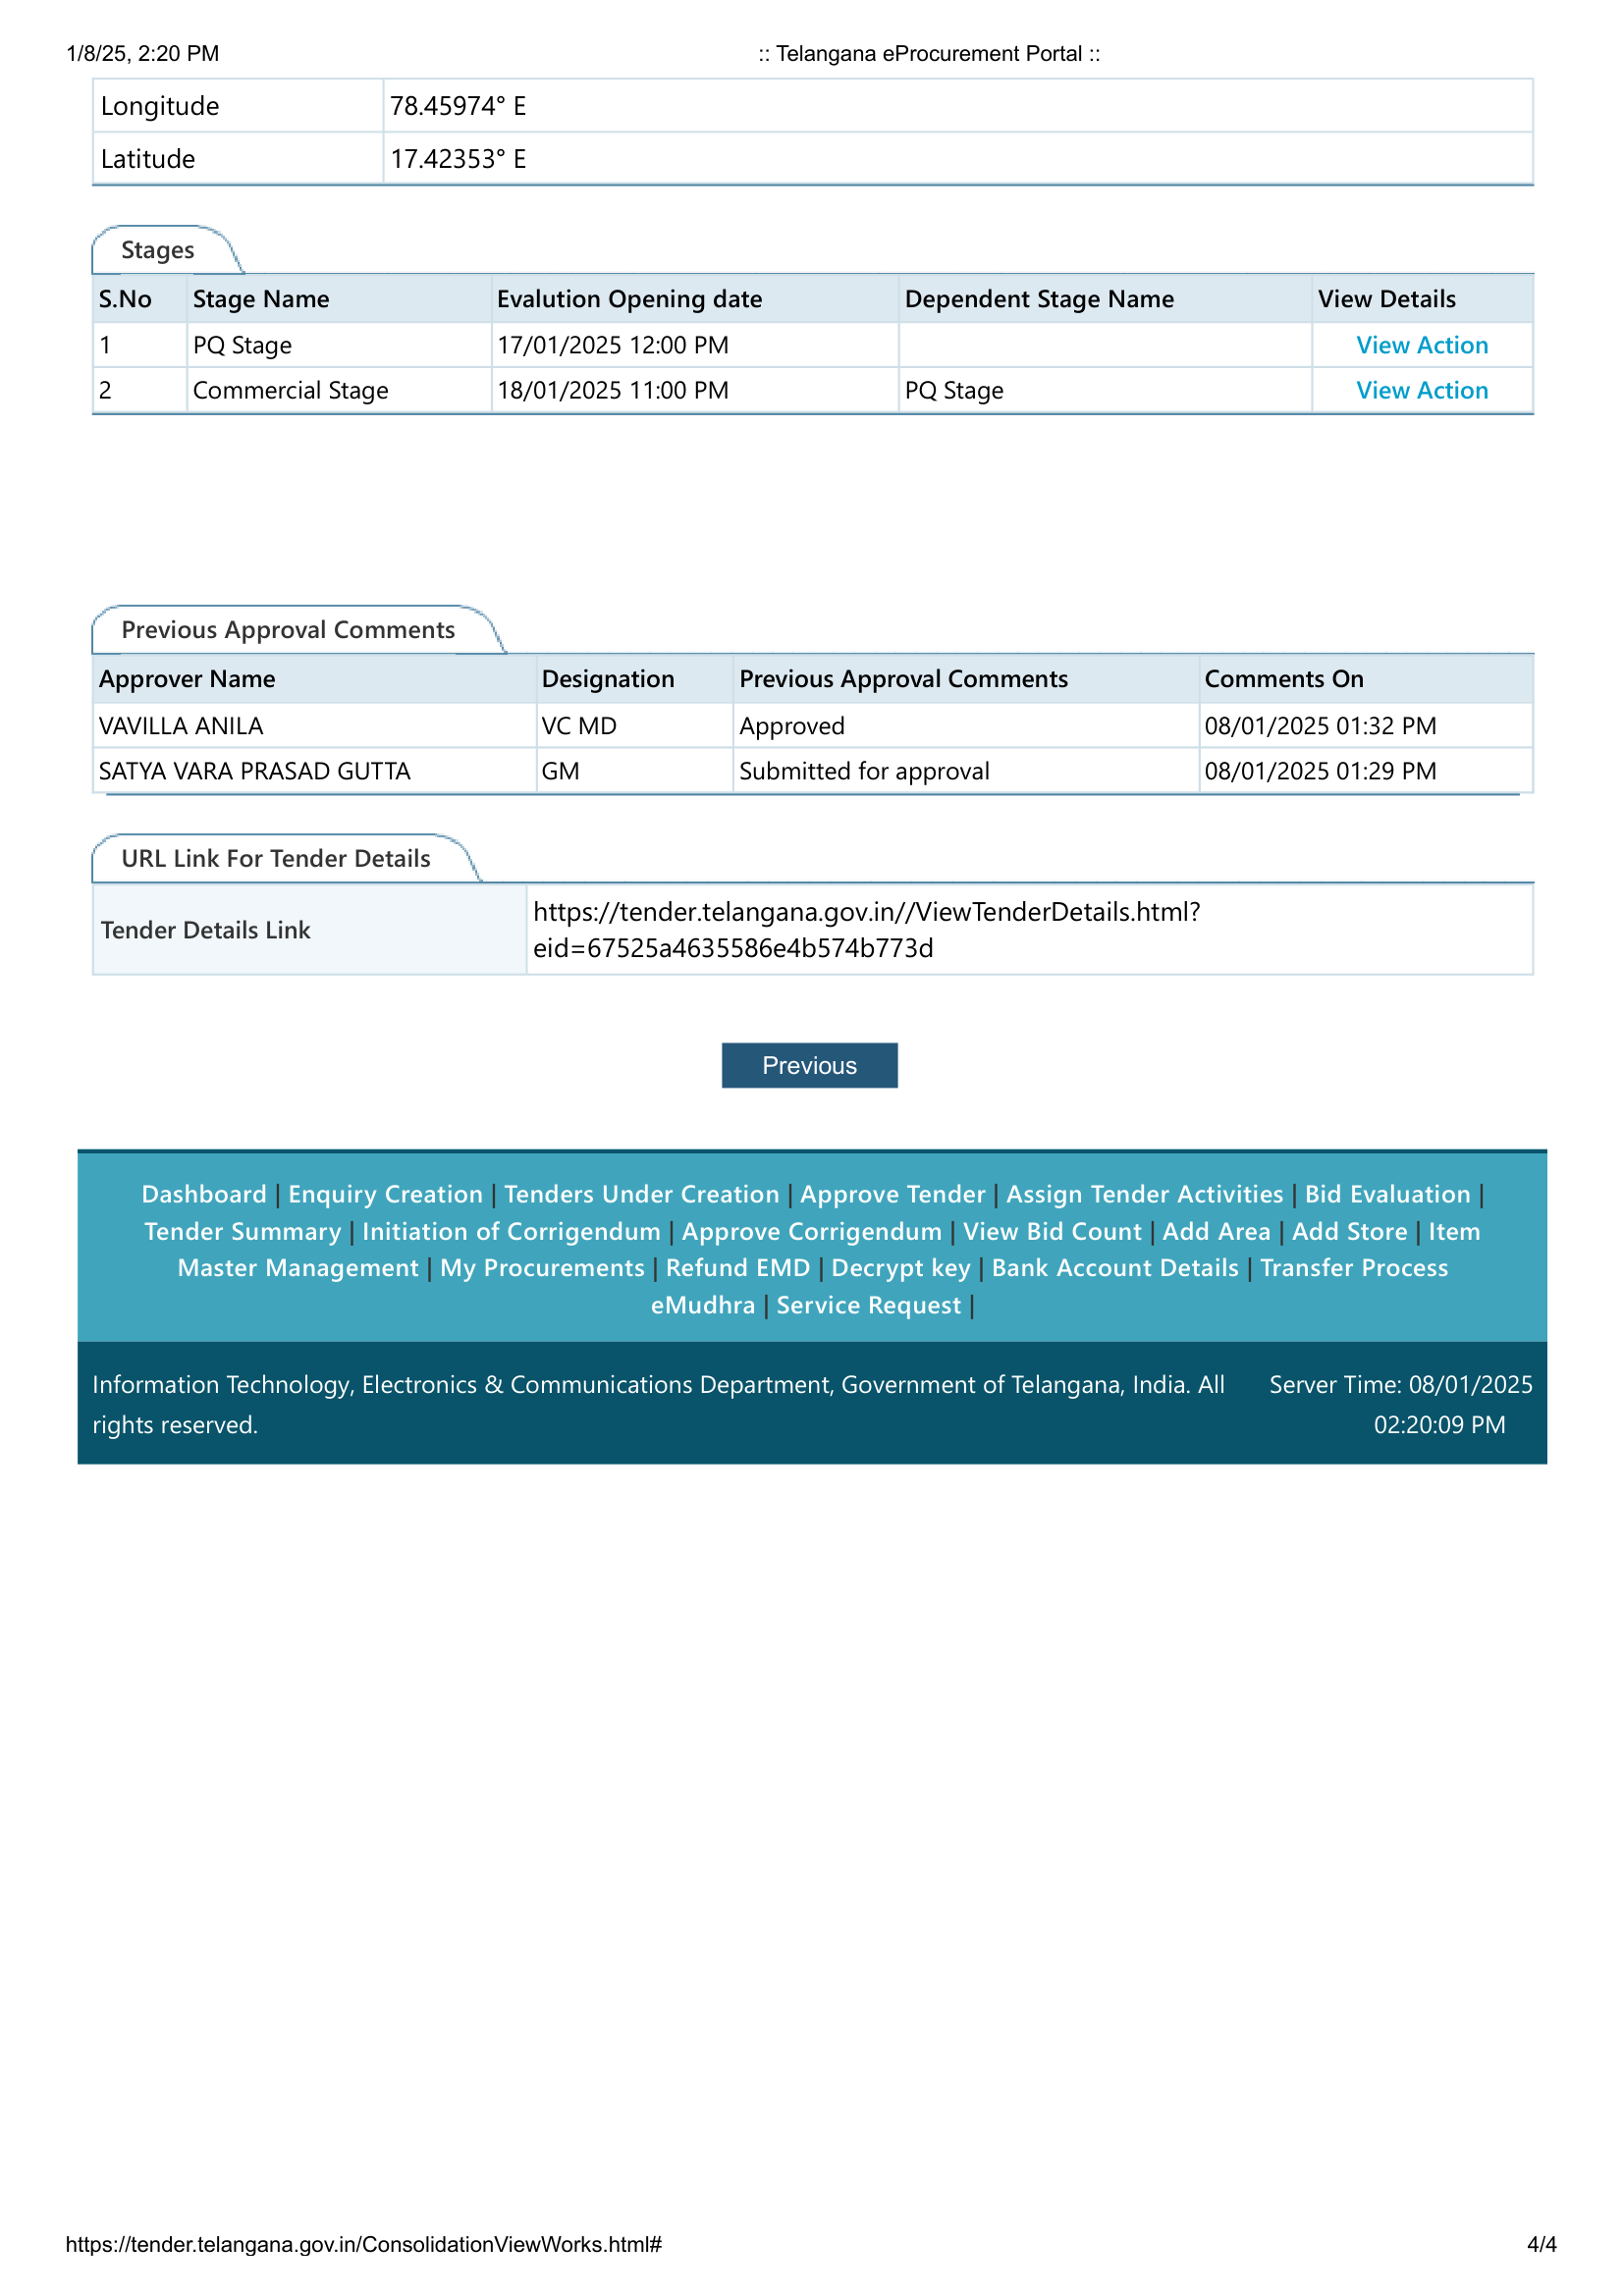 1/8/25, 2:20 PM :: Telangana eProcurement Portal ::
Longitude 78.45974° E
Latitude 17.42353° E
Stages
S.No Stage Name Evalution Opening date Dependent Stage Name View Details
1 PQ Stage 17/01/2025 12:00 PM View Action
2 Commercial Stage 18/01/2025 11:00 PM PQ Stage View Action
Previous Approval Comments
Approver Name Designation Previous Approval Comments Comments On
VAVILLA ANILA VC MD Approved 08/01/2025 01:32 PM
SATYA VARA PRASAD GUTTA GM Submitted for approval 08/01/2025 01:29 PM
URL Link For Tender Details
Tender Details Link https://tender.telangana.gov.in//ViewTenderDetails.html?
eid=67525a4635586e4b574b773d
Previous
Dashboard | Enquiry Creation | Tenders Under Creation | Approve Tender | Assign Tender Activities | Bid Evaluation |
Tender Summary | Initiation of Corrigendum | Approve Corrigendum | View Bid Count | Add Area | Add Store | Item
Master Management | My Procurements | Refund EMD | Decrypt key | Bank Account Details | Transfer Process
eMudhra | Service Request |
Information Technology, Electronics & Communications Department, Government of Telangana, India. All Server Time: 08/01/2025
rights reserved. 02:20:09 PM
https://tender.telangana.gov.in/ConsolidationViewWorks.html# 4/4